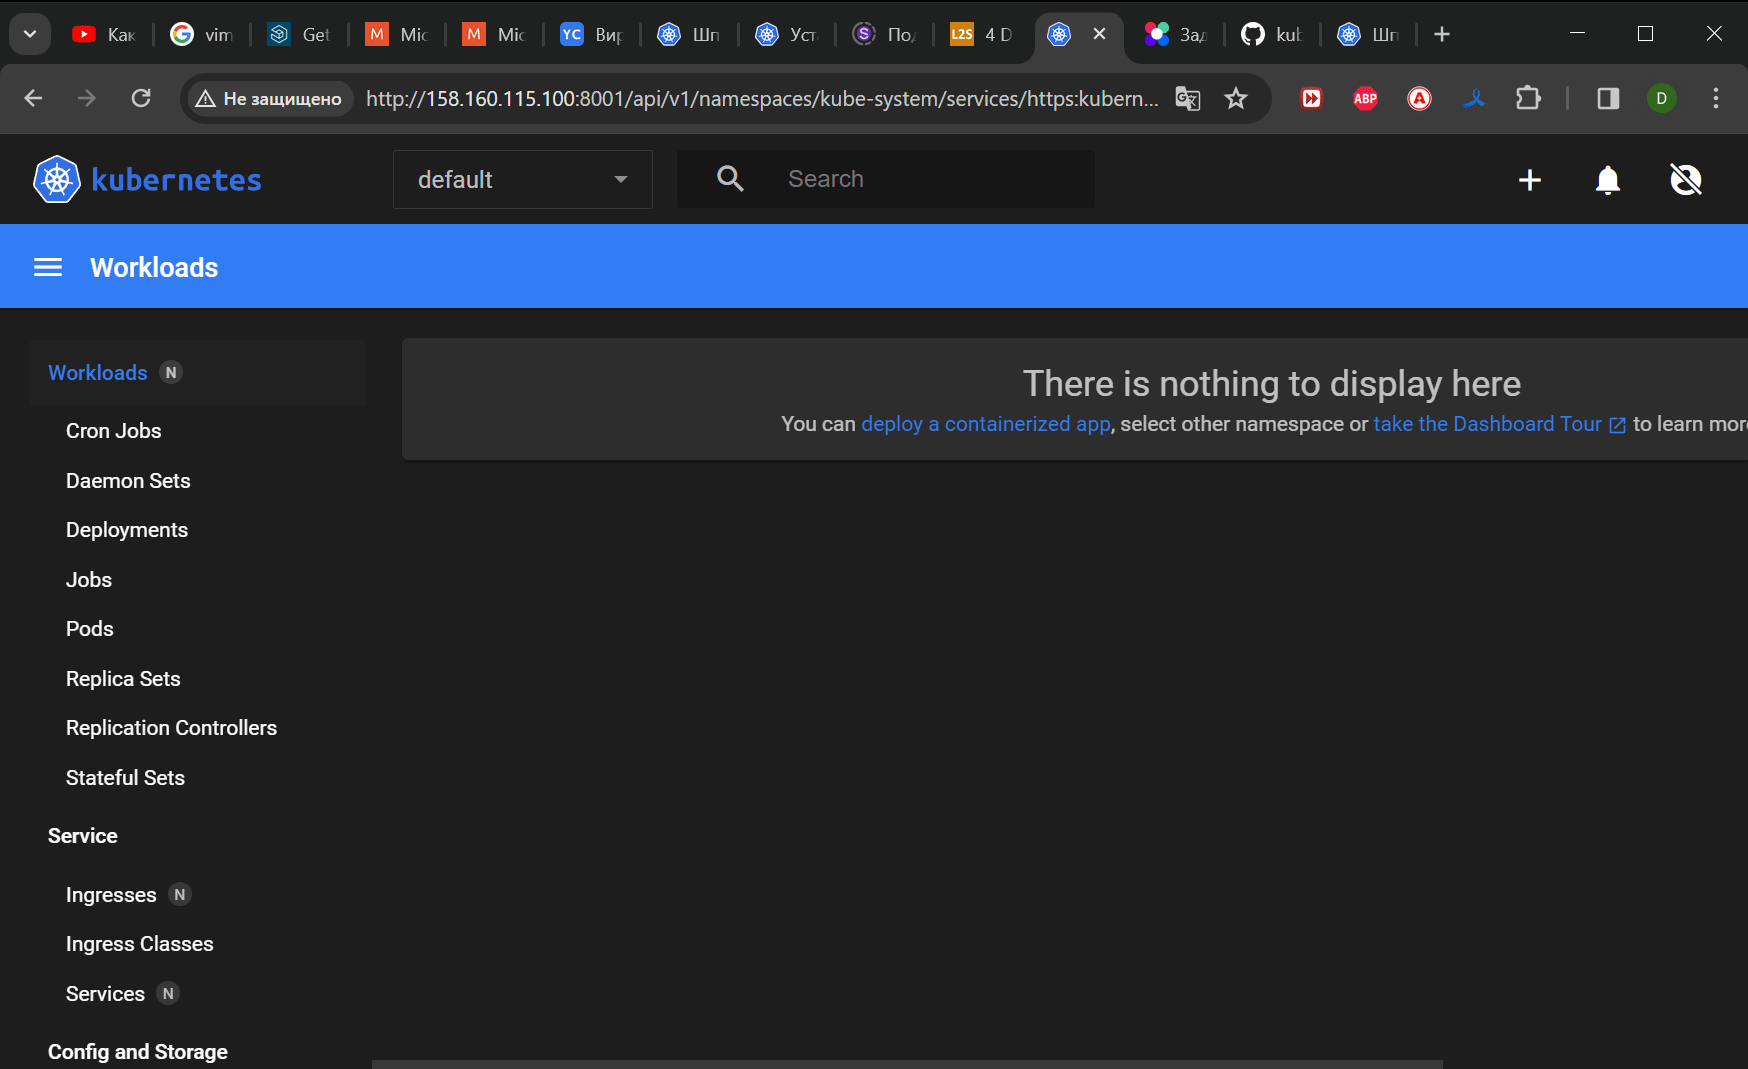 Как
vim
Get
M Mic
M Mic
YC Вир
Шп
Уст
S Под
L2S 4 D
Зад
kub
Шп
Не защищено http://158.160.115.100:8001/api/v1/namespaces/kube-system/services/https:kubern... ABP A D
kubernetes default Search
Workloads
Workloads N
Cron Jobs
Daemon Sets
Deployments
Jobs
Pods
Replica Sets
Replication Controllers
Stateful Sets
Service
Ingresses N
Ingress Classes
Services N
Config and Storage
There is nothing to display here
You can deploy a containerized app, select other namespace or take the Dashboard Tour to learn more